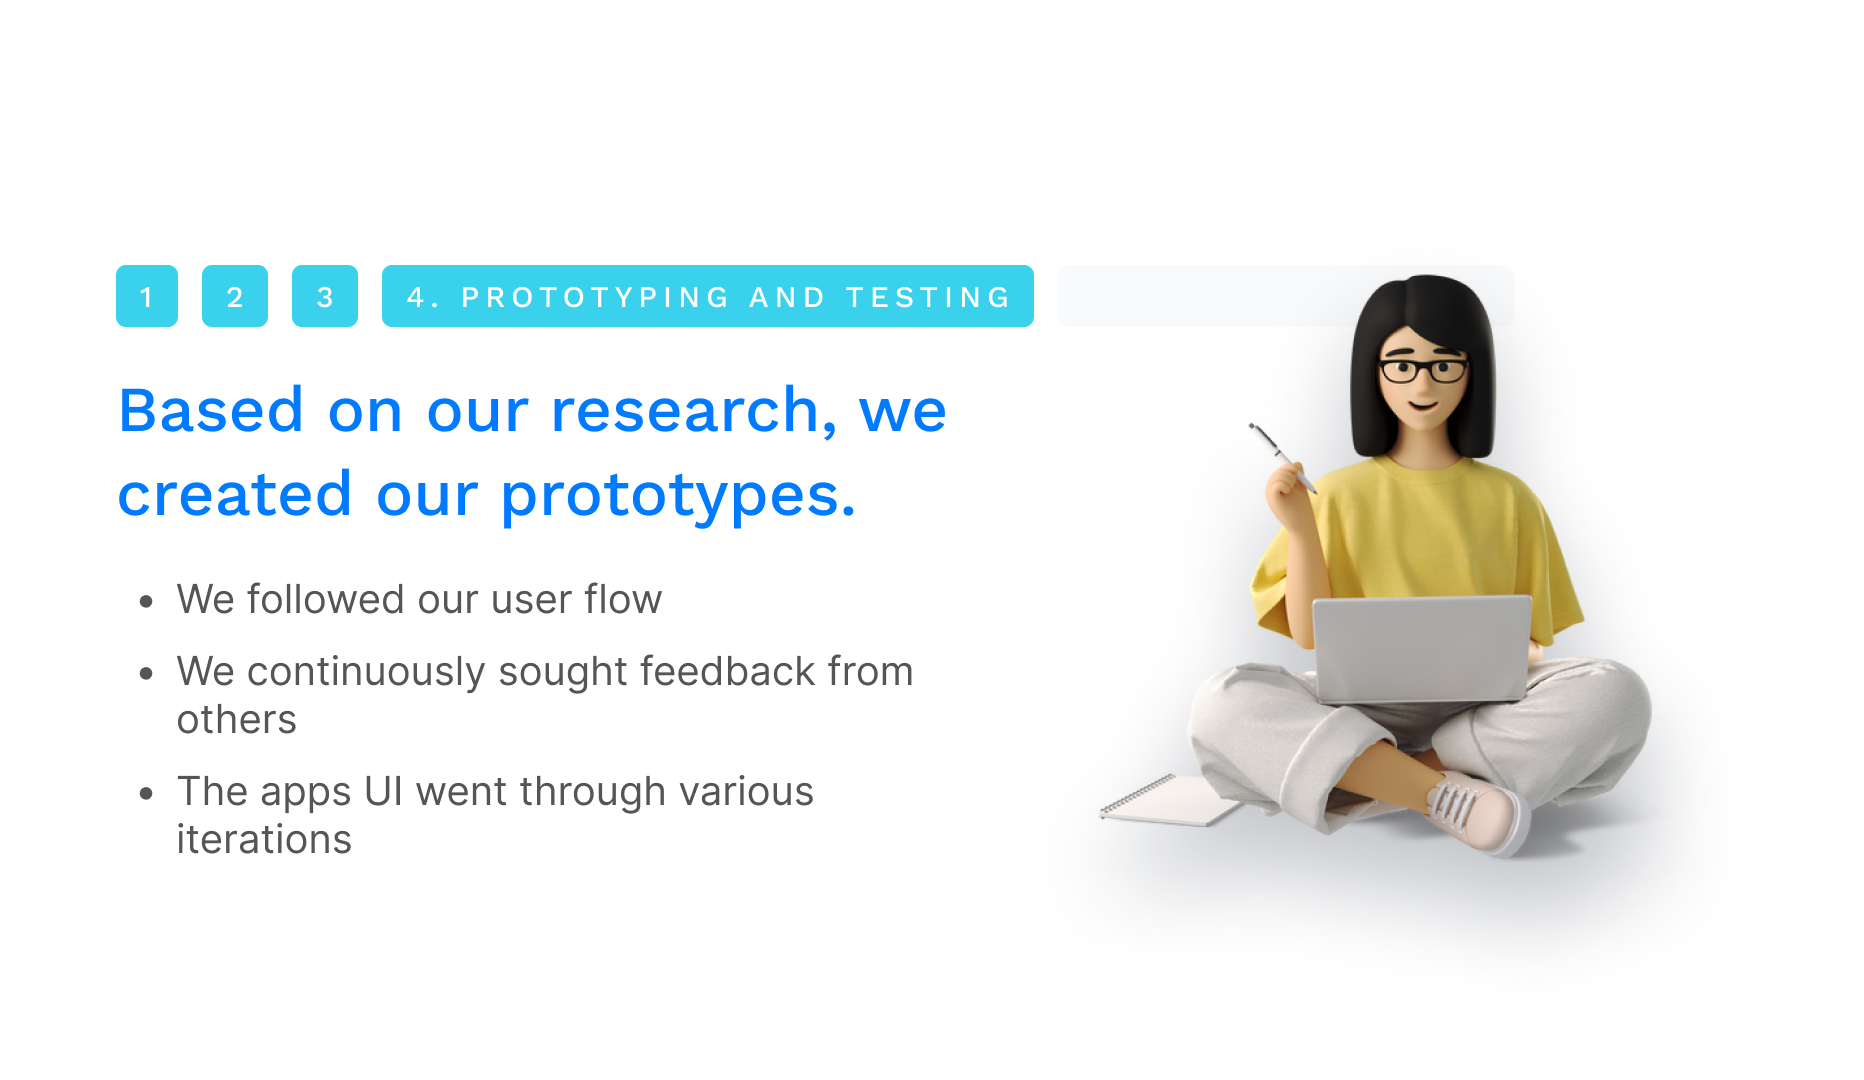 1 2 3 4. PROTOTYPING AND TESTING
Based on our research, we
created our prototypes.
• We followed our user flow
• We continuously sought feedback from
others
• The apps UI went through various
iterations